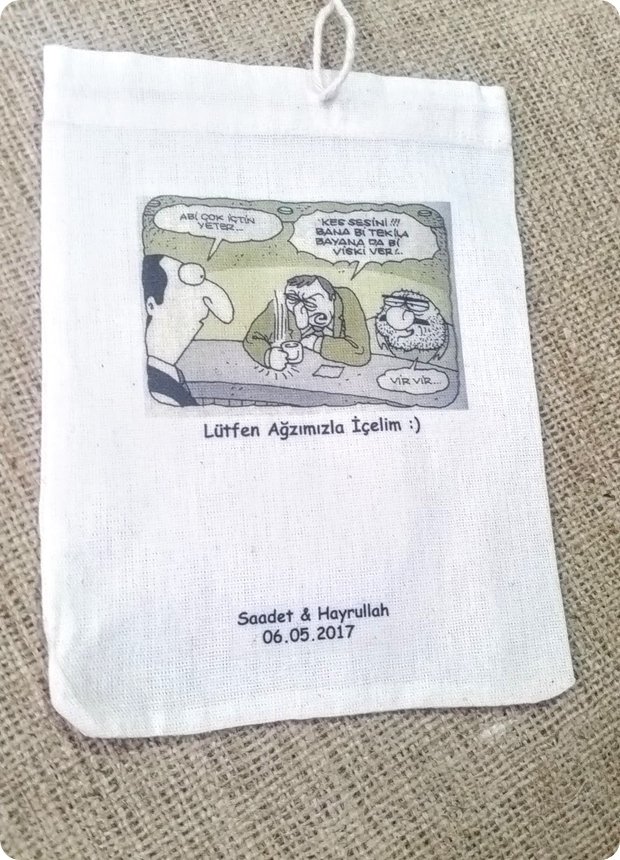 ABİ ÇOK İÇTİN
YETER...
KES SESİNİ!!!
BANA Bİ TEKİLA
BAYANA DA Bİ
VİSKİ VER!..
VIR VIR...
Lütfen Ağzımızla İçelim :)
Saadet & Hayrullah
06.05.2017